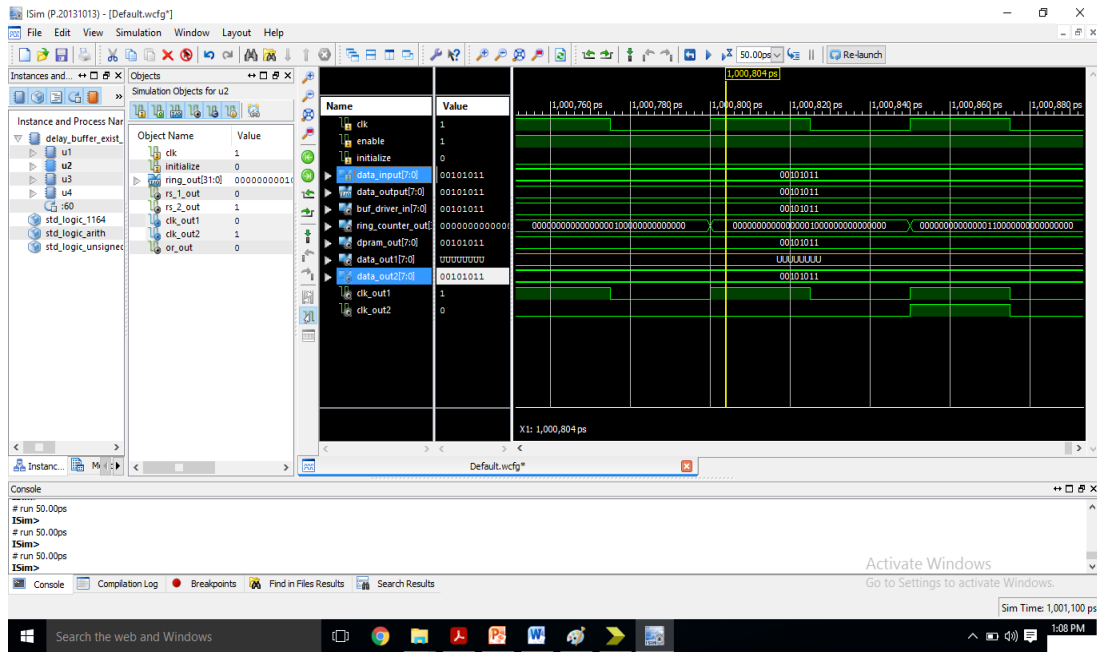 ISim (P.20131013) - [Default.wcfg*]
File Edit View Simulation Window Layout Help
50.00ps Re-launch
Instances and... Objects
Simulation Objects for u2
Instance and Process Nar
delay_buffer_exist_
u1
u2
u3
u4
:60
std_logic_1164
std_logic_arith
std_logic_unsigned
Object Name Value
clk 1
initialize 0
ring_out[31:0] 0000000001
rs_1_out 0
rs_2_out 1
clk_out1 0
clk_out2 1
or_out 0
1,000,804 ps
Name Value
1,000,760 ps 1,000,780 ps 1,000,800 ps 1,000,820 ps 1,000,840 ps 1,000,860 ps 1,000,880 ps
clk 1
enable 1
initialize 0
data_input[7:0] 00101011 00101011
data_output[7:0] 00101011 00101011
buf_driver_in[7:0] 00101011 00101011
dpram_out[7:0] 00101011 00101011
data_out1[7:0] UUUUUUUU UUUUUUUU
data_out2[7:0] 00101011 00101011
clk_out1 1
clk_out2 0
X1: 1,000,804 ps
Instanc...
Default.wcfg*
Console
# run 50.00ps
ISim>
# run 50.00ps
ISim>
# run 50.00ps
ISim>
Console Compilation Log Breakpoints Find in Files Results Search Results
Activate Windows
Go to Settings to activate Windows.
Sim Time: 1,001,100 ps
Search the web and Windows
1:08 PM